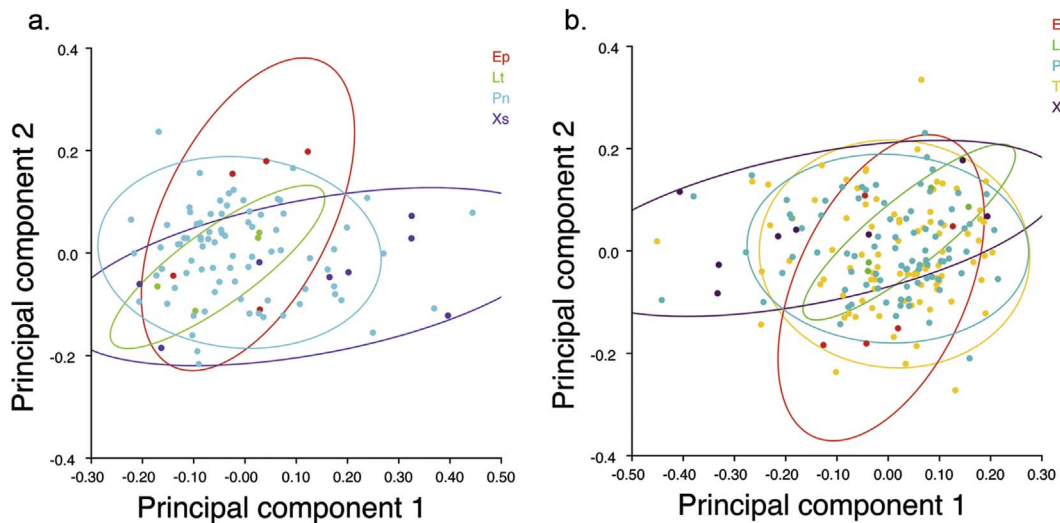 a.
0.4
0.2
0.0
-0.2
-0.4
-0.30 -0.20 -0.10 -0.00 0.10 0.20 0.30 0.40 0.50
Principal component 2
Principal component 1
Ep
Lt
Pn
Xs
b.
0.4
0.2
0.0
-0.2
-0.4
-0.50 -0.40 -0.30 -0.20 -0.10 0.00 0.10 0.20 0.30
Principal component 2
Principal component 1
E
L
P
T
X